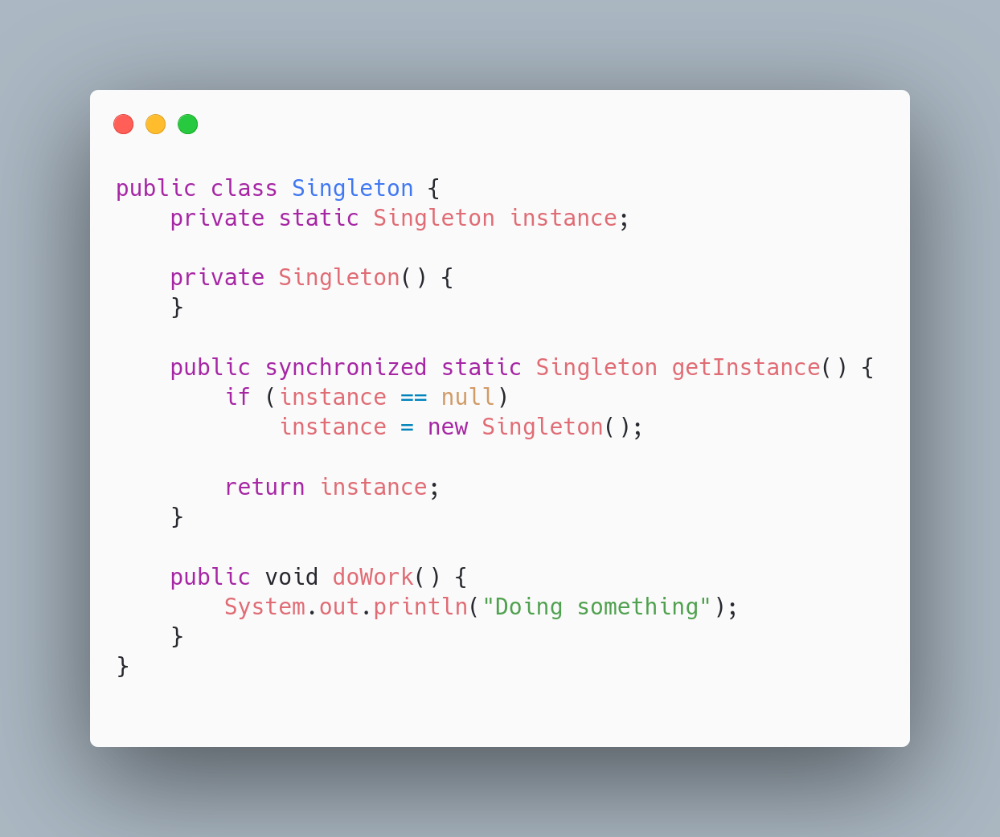 public class Singleton {
    private static Singleton instance;

    private Singleton() {
    }

    public synchronized static Singleton getInstance() {
        if (instance == null)
            instance = new Singleton();

        return instance;
    }

    public void doWork() {
        System.out.println("Doing something");
    }
}